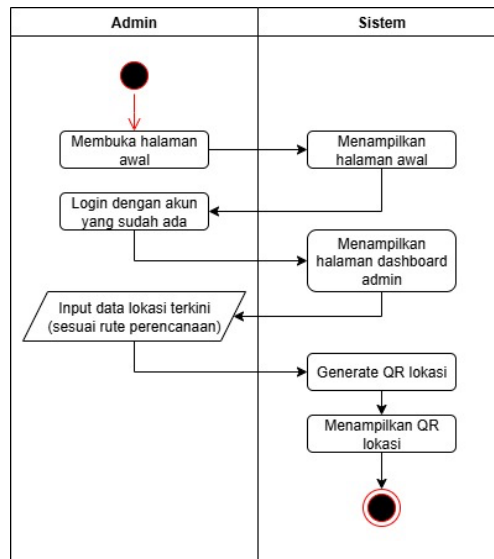 Admin
Sistem
Membuka halaman
awal
Menampilkan
halaman awal
Login dengan akun
yang sudah ada
Menampilkan
halaman dashboard
admin
Input data lokasi terkini
(sesuai rute perencanaan)
Generate QR lokasi
Menampilkan QR
lokasi